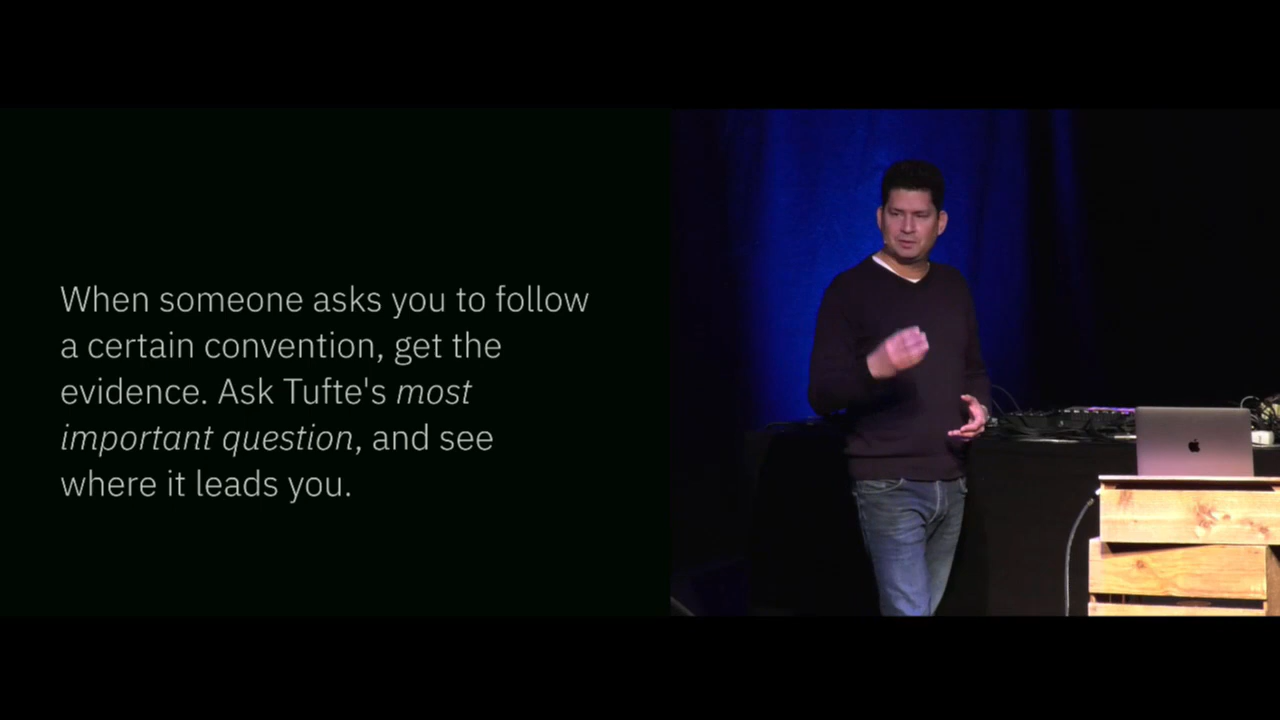 When someone asks you to follow
a certain convention, get the
evidence. Ask Tufte's most
important question, and see
where it leads you.